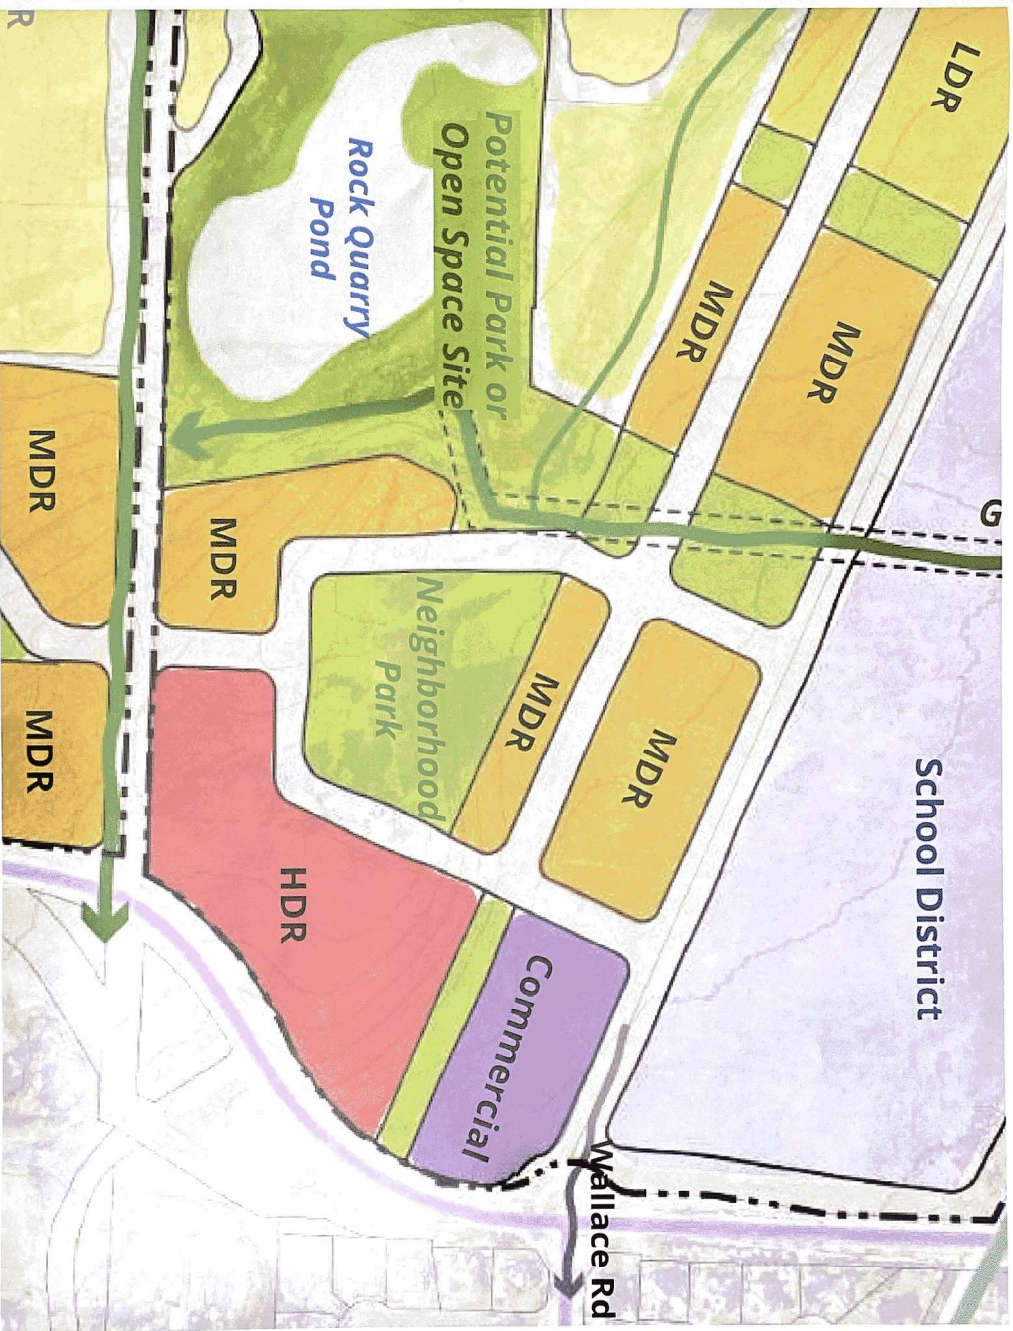 G
LDR
School District
MDR
MDR
MDR
MDR
Wallace Rd
Commercial
Potential Park or
Open Space Site
Neighborhood
Park
Rock Quarry
Pond
HDR
MDR
MDR
MDR
R